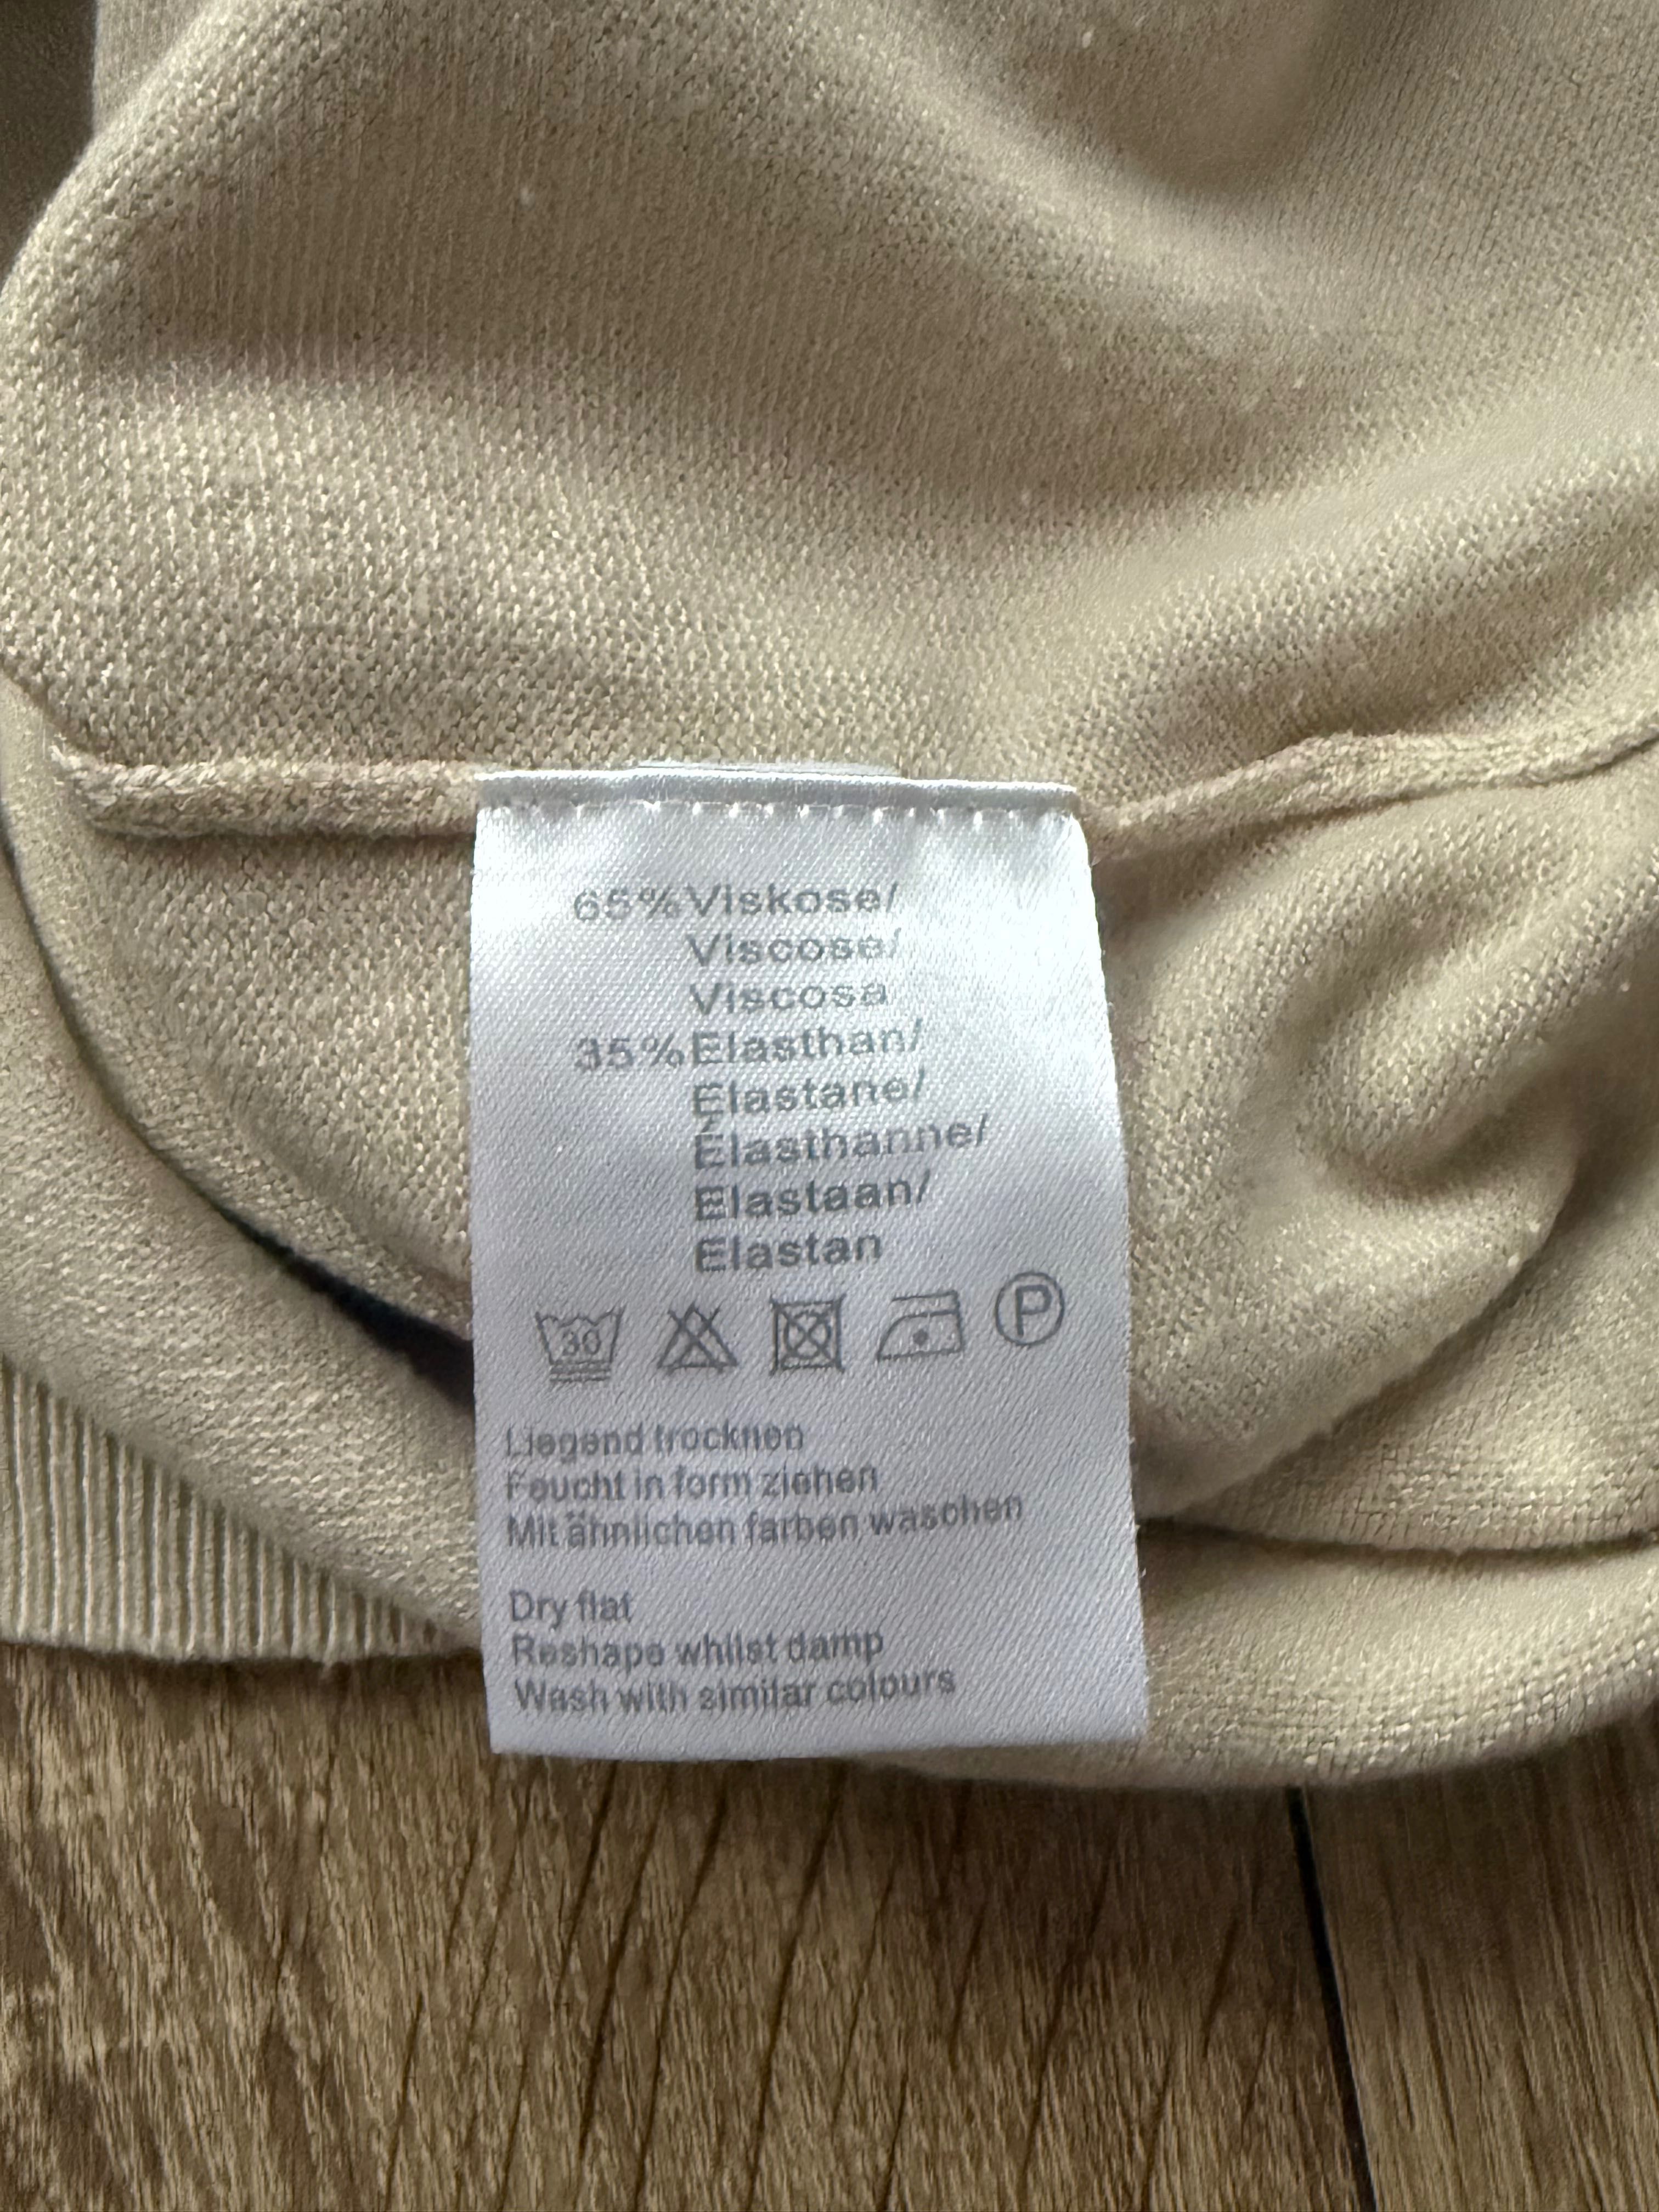 65% Viskose/
Viscose/
Viscosa
35% Elasthan/
Elastane/
Élasthanne/
Elastaan/
Elastan
30
P
Liegend trocknen
Feucht in form ziehen
Mit ähnlichen farben waschen
Dry flat
Reshape whilst damp
Wash with similar colours